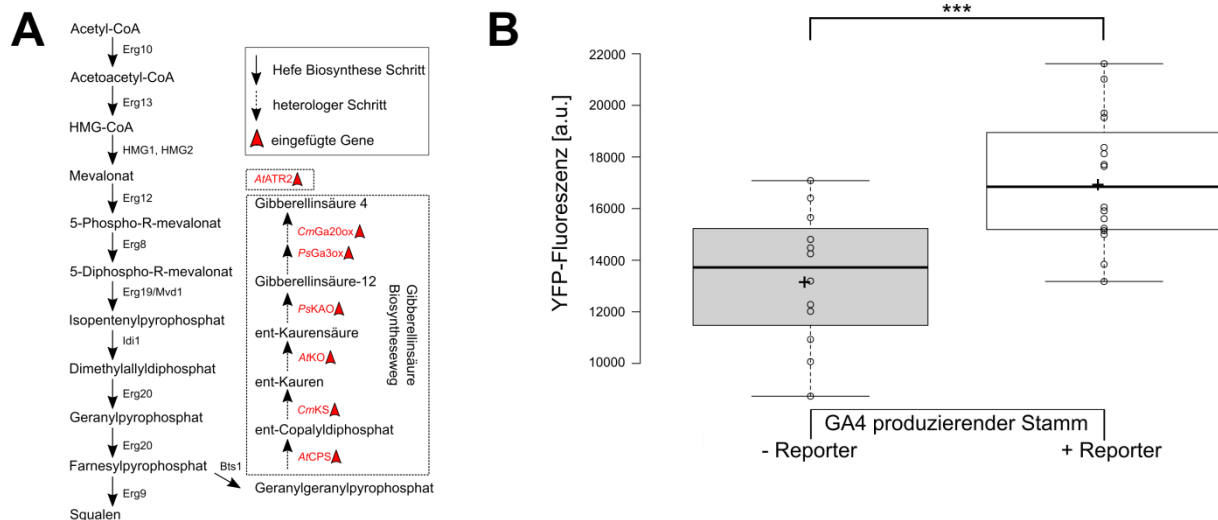 A
Acetyl-CoA
Erg10
Acetoacetyl-CoA
Erg13
HMG-CoA
HMG1, HMG2
Mevalonat
Erg12
5-Phospho-R-mevalonat
Erg8
5-Diphospho-R-mevalonat
Erg19/Mvd1
Isopentenylpyrophosphat
Idi1
Dimethylallyldiphosphat
Erg20
Geranylpyrophosphat
Erg20
Farnesylpyrophosphat
Bts1
Erg9
Squalen
Hefe Biosynthese Schritt
heterologer Schritt
eingefügte Gene
AtATR2
Gibberellinsäure 4
CmGa20ox
PsGa3ox
Gibberellinsäure-12
PsKAO
ent-Kaurensäure
AtKO
ent-Kauren
CmKS
ent-Copalyldiphosphat
AtCPS
Geranylgeranylpyrophosphat
Gibberellinsäure
Biosyntheseweg
B
***
YFP-Fluoreszenz [a.u.]
22000
20000
18000
16000
14000
12000
10000
GA4 produzierender Stamm
- Reporter
+ Reporter